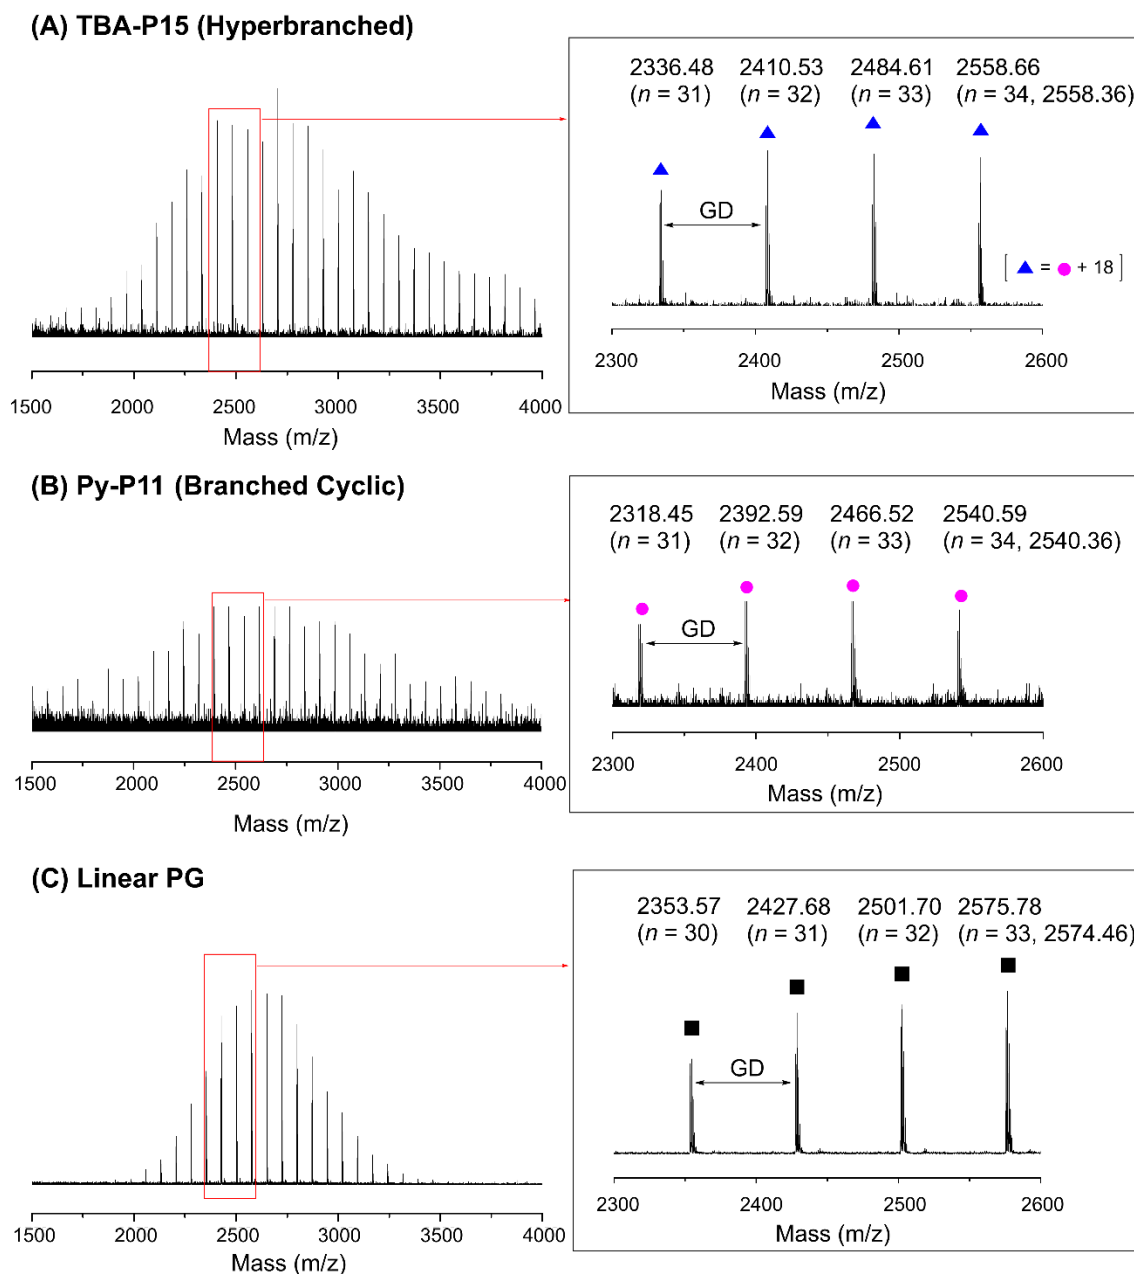 (A) TBA-P15 (Hyperbranched)
2336.48 2410.53 2484.61 2558.66
(n = 31) (n = 32) (n = 33) (n = 34, 2558.36)
GD
[ ▲ = ● + 18 ]
2300 2400 2500 2600
Mass (m/z)
1500 2000 2500 3000 3500 4000
Mass (m/z)
(B) Py-P11 (Branched Cyclic)
2318.45 2392.59 2466.52 2540.59
(n = 31) (n = 32) (n = 33) (n = 34, 2540.36)
GD
2300 2400 2500 2600
Mass (m/z)
1500 2000 2500 3000 3500 4000
Mass (m/z)
(C) Linear PG
2353.57 2427.68 2501.70 2575.78
(n = 30) (n = 31) (n = 32) (n = 33, 2574.46)
GD
2300 2400 2500 2600
Mass (m/z)
1500 2000 2500 3000 3500 4000
Mass (m/z)